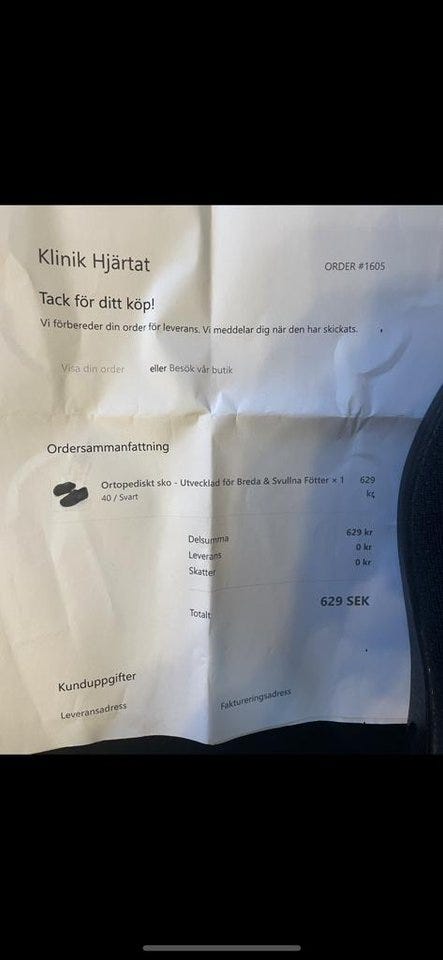 Klinik Hjärtat
ORDER #1605
Tack för ditt köp!
Vi förbereder din order för leverans. Vi meddelar dig när den har skickats.
Visa din order eller Besök vår butik
Ordersammanfattning
Ortopediskt sko - Utvecklad för Breda & Svullna Fötter × 1 629
40 / Svart kr
Delsumma 629 kr
Leverans 0 kr
Skatter 0 kr
Totalt 629 SEK
Kunduppgifter
Leveransadress Faktureringsadress